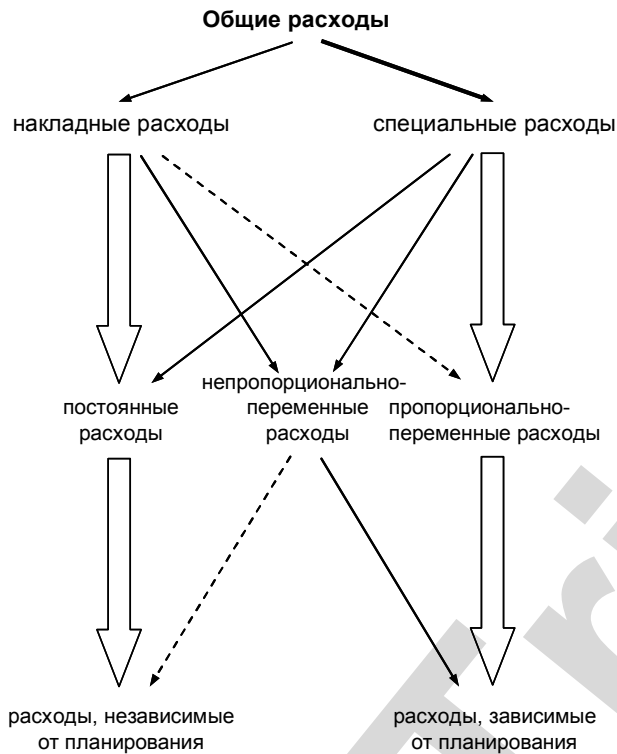 Общие расходы
накладные расходы
специальные расходы
постоянные
расходы
непропорционально-
переменные
расходы
пропорционально-
переменные расходы
расходы, независимые
от планирования
расходы, зависимые
от планирования